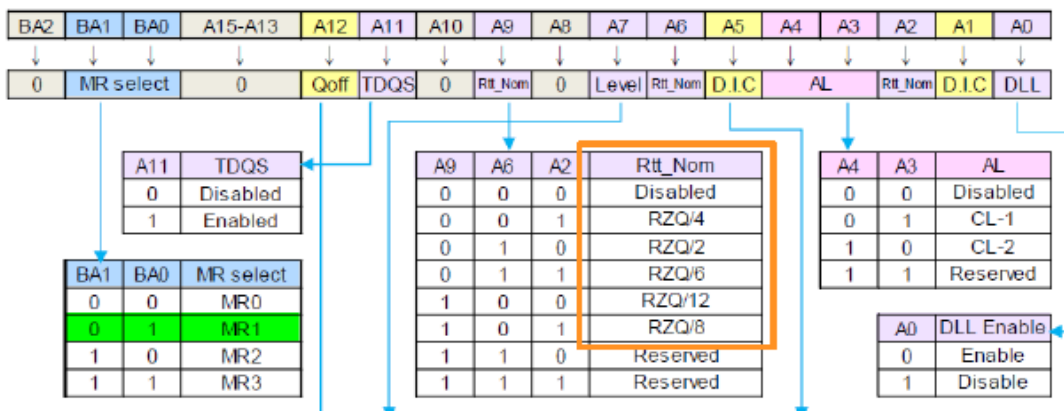 BA2 BA1 BA0 A15-A13 A12 A11 A10 A9 A8 A7 A6 A5 A4 A3 A2 A1 A0
0 MR select 0 Qoff TDQS 0 Rtt_Nom 0 Level Rtt_Nom D.I.C AL Rtt_Nom D.I.C DLL
A11 TDQS
0 Disabled
1 Enabled
BA1 BA0 MR select
0 0 MR0
0 1 MR1
1 0 MR2
1 1 MR3
A9 A6 A2 Rtt_Nom
0 0 0 Disabled
0 0 1 RZQ/4
0 1 0 RZQ/2
0 1 1 RZQ/6
1 0 0 RZQ/12
1 0 1 RZQ/8
1 1 0 Reserved
1 1 1 Reserved
A4 A3 AL
0 0 Disabled
0 1 CL-1
1 0 CL-2
1 1 Reserved
A0 DLL Enable
0 Enable
1 Disable